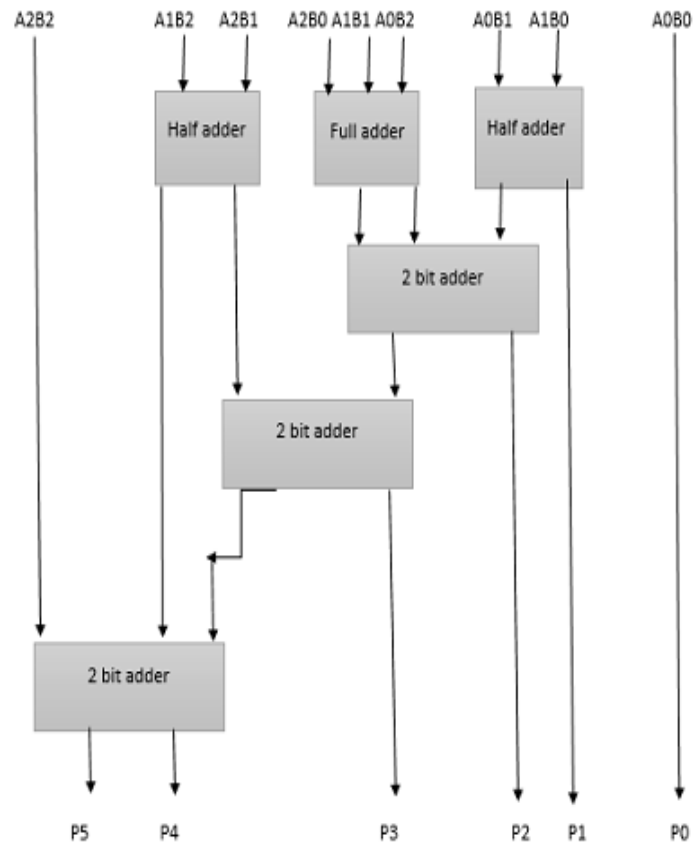 A2B2 A1B2 A2B1 A2B0 A1B1 A0B2 A0B1 A1B0 A0B0
Half adder Full adder Half adder
2 bit adder
2 bit adder
2 bit adder
P5 P4 P3 P2 P1 P0